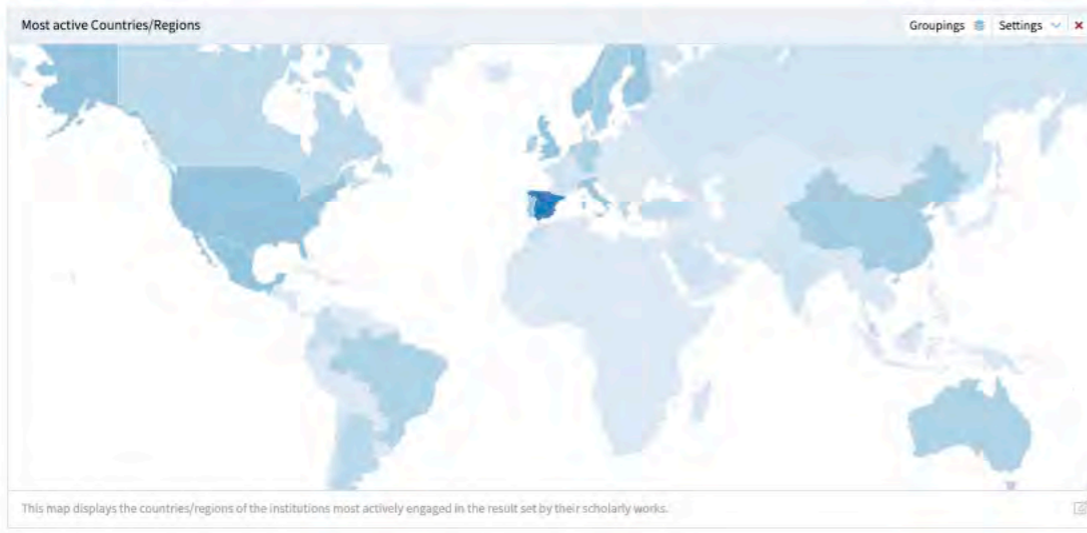 Most active Countries/Regions
Groupings Settings
This map displays the countries/regions of the institutions most actively engaged in the result set by their scholarly works.